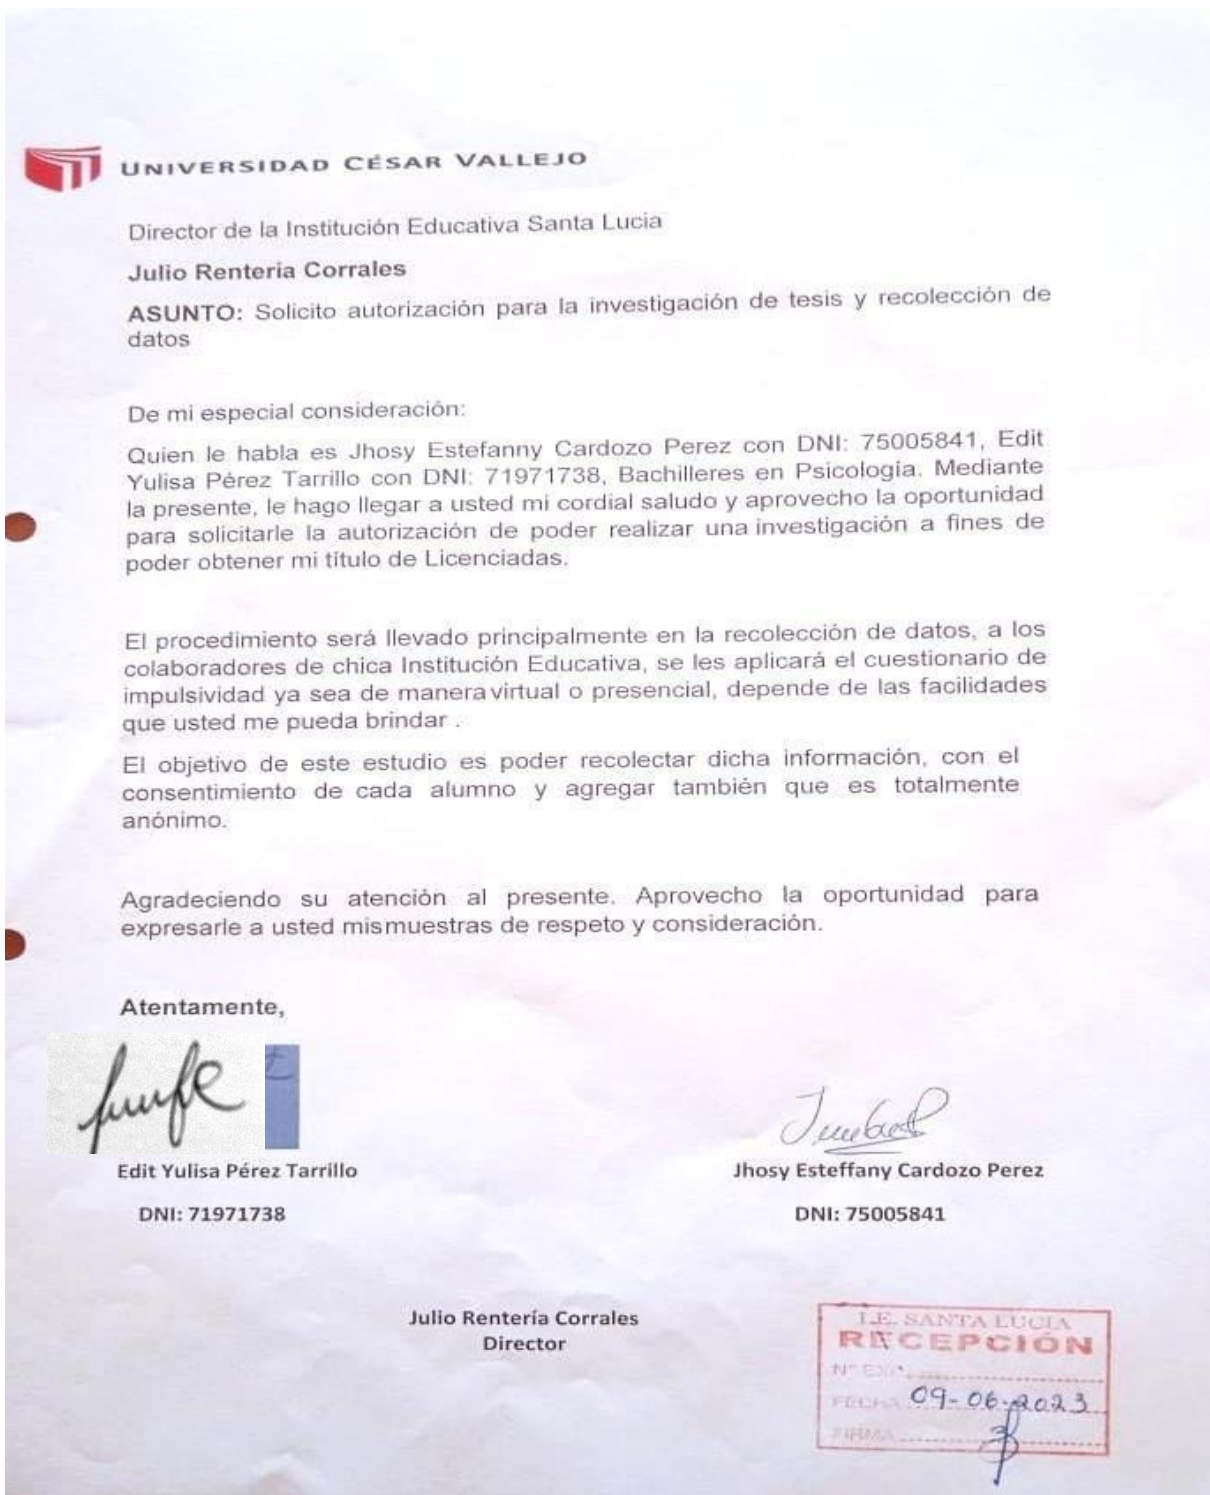 UNIVERSIDAD CÉSAR VALLEJO
Director de la Institución Educativa Santa Lucia
Julio Rentería Corrales
ASUNTO: Solicito autorización para la investigación de tesis y recolección de
datos
De mi especial consideración:
Quien le habla es Jhosy Estefanny Cardozo Perez con DNI: 75005841, Edit
Yulisa Pérez Tarrillo con DNI: 71971738, Bachilleres en Psicología. Mediante
la presente, le hago llegar a usted mi cordial saludo y aprovecho la oportunidad
para solicitarle la autorización de poder realizar una investigación a fines de
poder obtener mi título de Licenciadas.
El procedimiento será llevado principalmente en la recolección de datos, a los
colaboradores de chica Institución Educativa, se les aplicará el cuestionario de
impulsividad ya sea de manera virtual o presencial, depende de las facilidades
que usted me pueda brindar .
El objetivo de este estudio es poder recolectar dicha información, con el
consentimiento de cada alumno y agregar también que es totalmente
anónimo.
Agradeciendo su atención al presente. Aprovecho la oportunidad para
expresarle a usted mismuestras de respeto y consideración.
Atentamente,
Edit Yulisa Pérez Tarrillo
DNI: 71971738
Jhosy Esteffany Cardozo Perez
DNI: 75005841
Julio Rentería Corrales
Director
I.E. SANTA LUCIA
RECEPCIÓN
N° EXP.
FECHA 09-06-2023
FIRMA